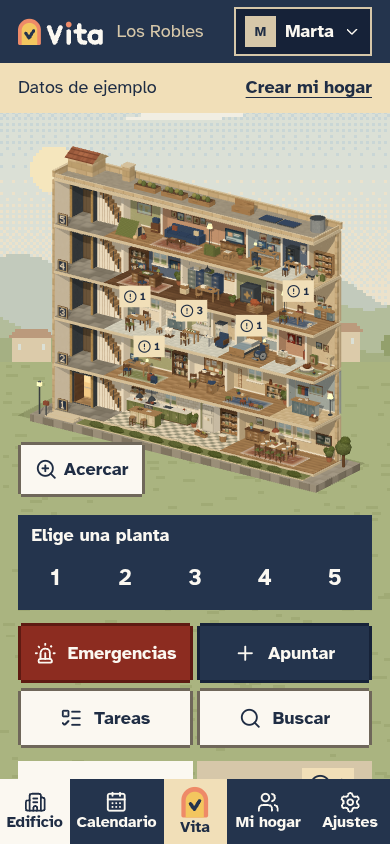 Vita
Los Robles
M
Marta
Datos de ejemplo
Crear mi hogar
5
4
3
2
1
1
1
3
1
1
Acercar
Elige una planta
1 2 3 4 5
Emergencias
Apuntar
Tareas
Buscar
Edificio
Calendario
Vita
Mi hogar
Ajustes